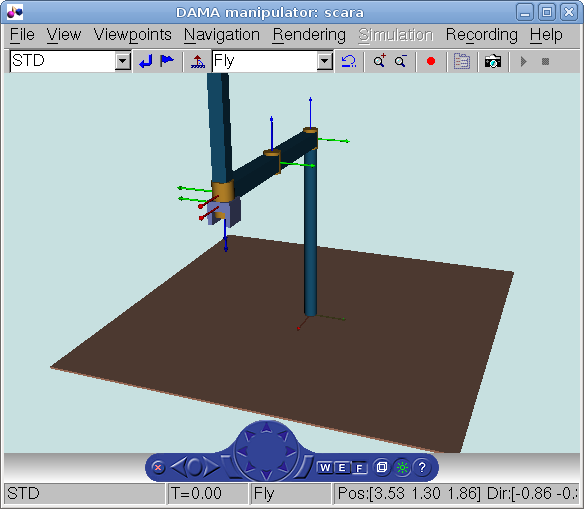 DAMA manipulator: scara
File View Viewpoints Navigation Rendering Simulation Recording Help
STD Fly
W E F ?
STD T=0.00 Fly Pos:[3.53 1.30 1.86] Dir:[-0.86 -0.